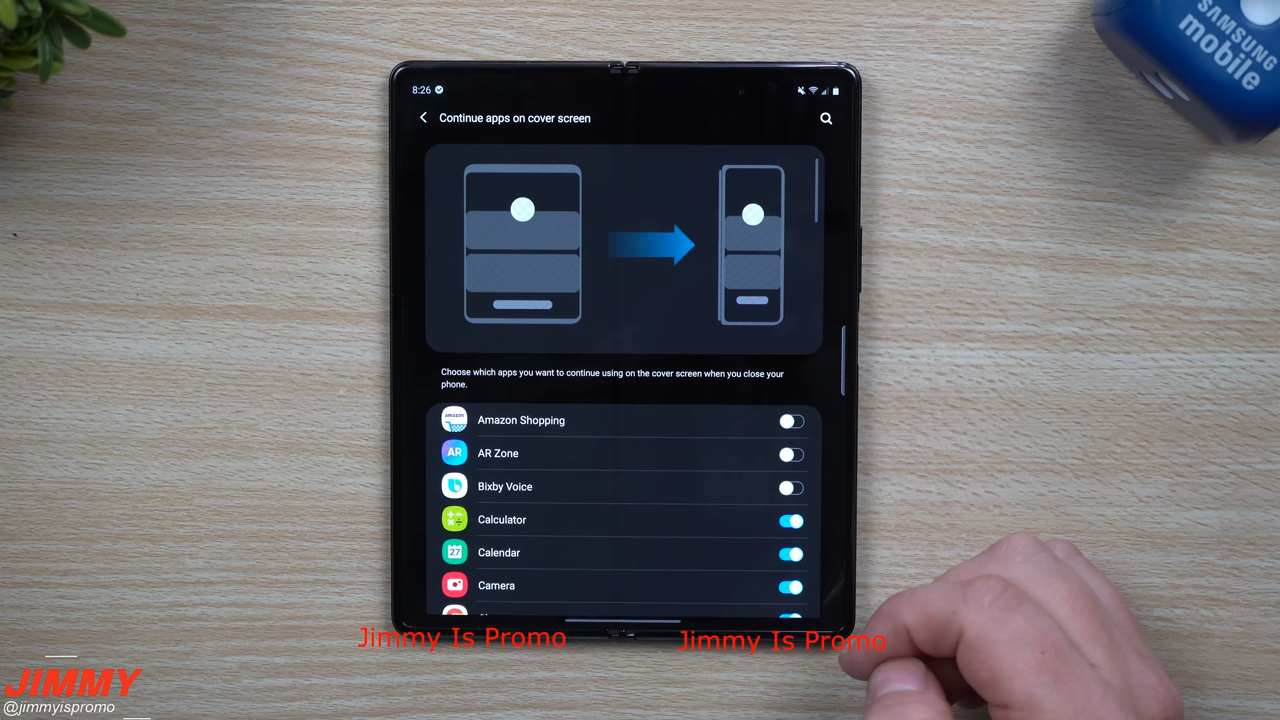 SAMSUNG
mobile
8:26
Continue apps on cover screen
Choose which apps you want to continue using on the cover screen when you close your
phone.
amazon
Amazon Shopping
AR
AR Zone
Bixby Voice
Calculator
27
Calendar
Camera
Jimmy Is Promo
Jimmy Is Promo
JIMMY
@jimmyispromo